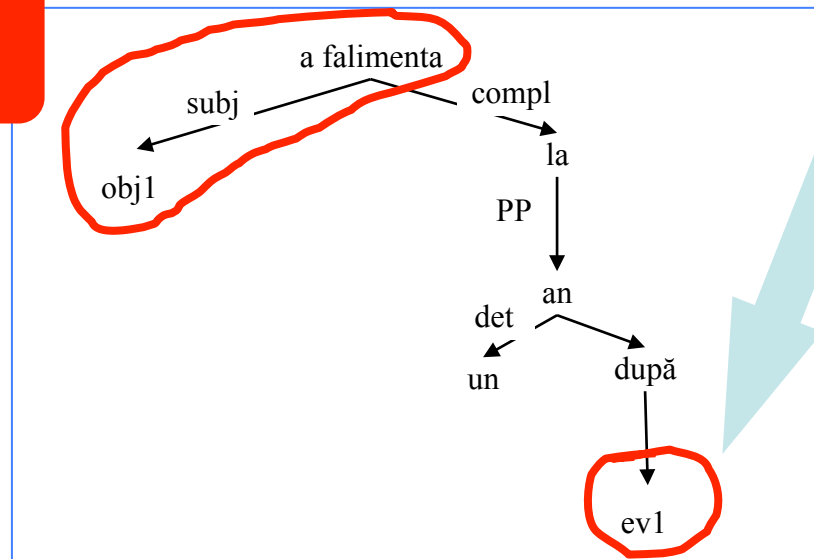 a falimenta
subj
compl
la
obj1
PP
an
det
un
după
ev1